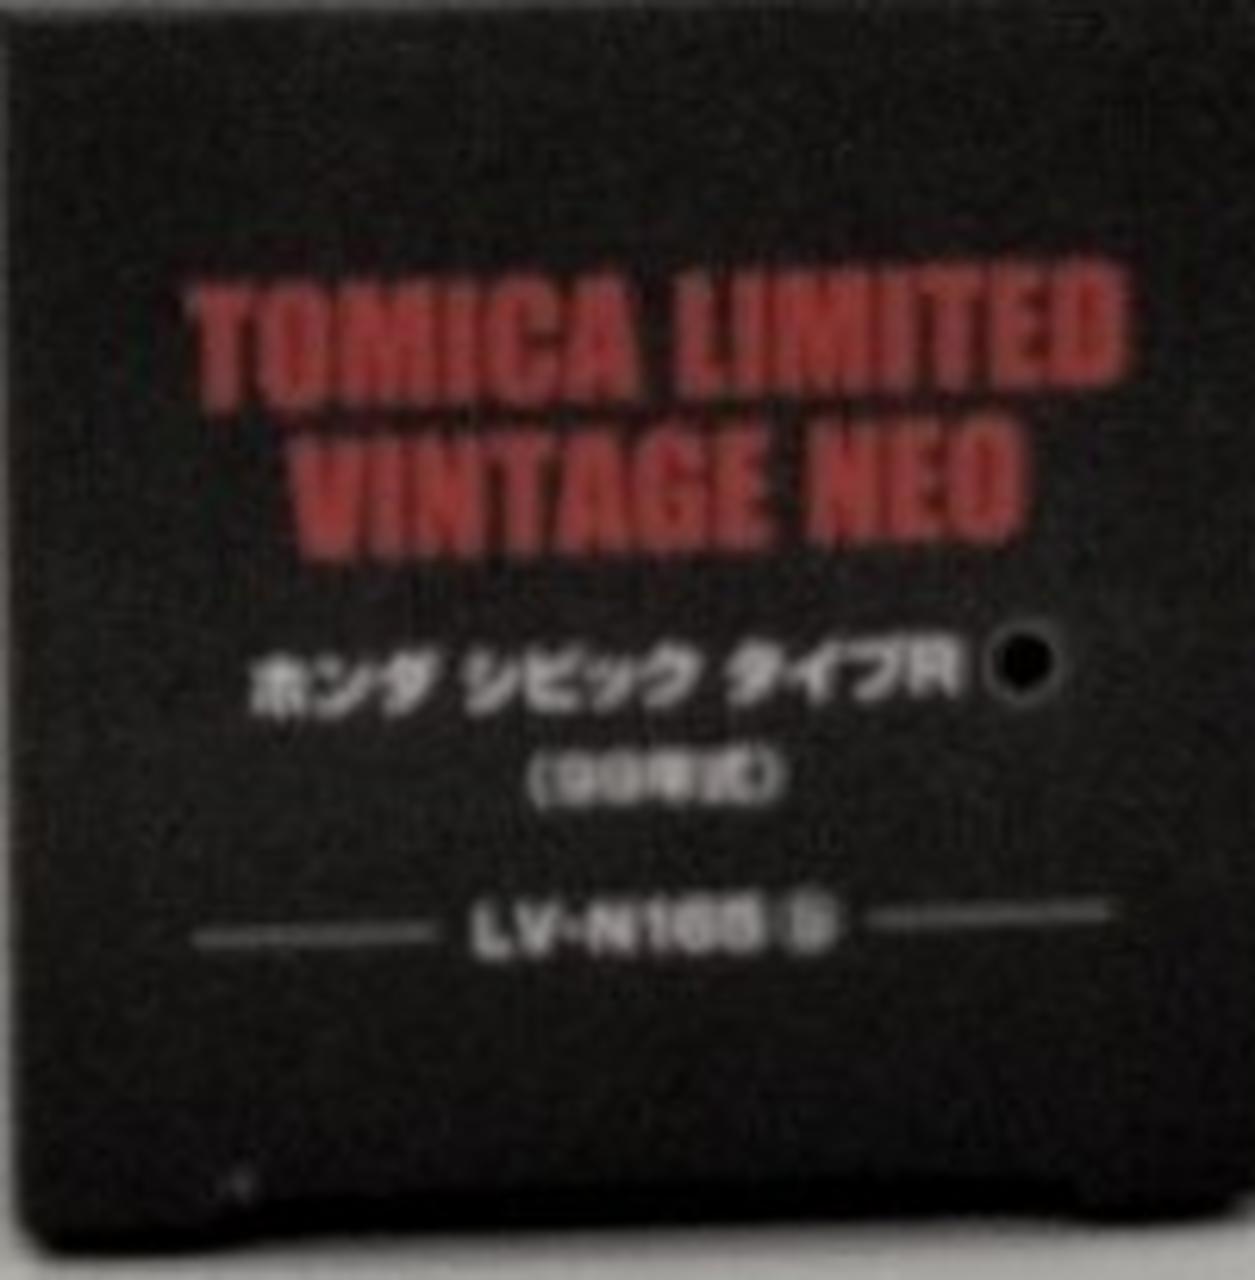 TOMICA LIMITED
VINTAGE NEO
ホンダ シビック タイプR
(99年式)
LV-N165